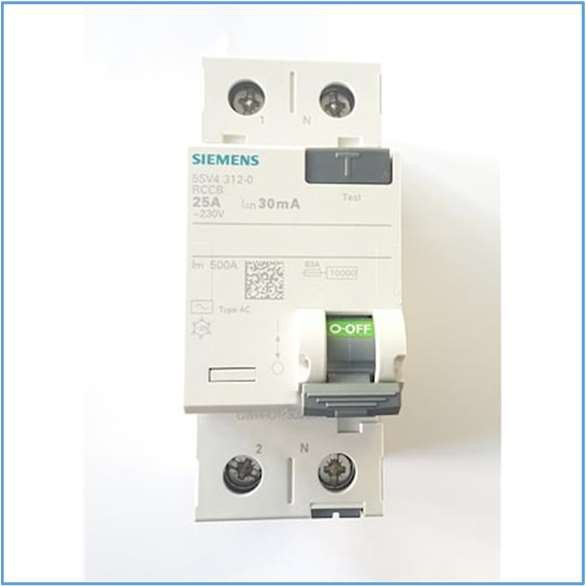 1 N
SIEMENS
5SV4 312-0
RCCB
25A IΔn 30mA
~230V
T
Test
Im 500A
63A
10000
Type AC
O-OFF
2 N